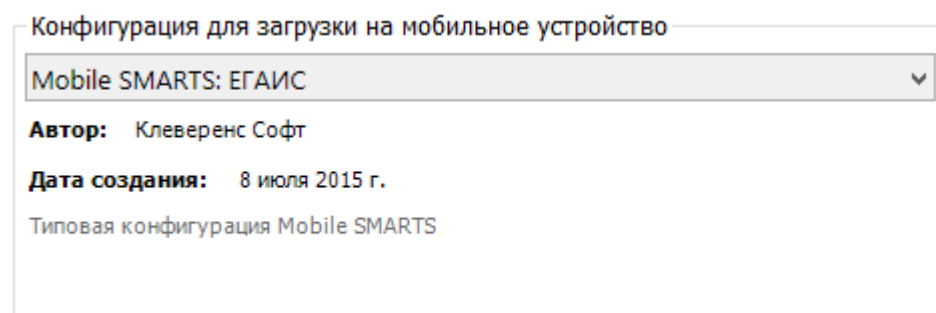 Конфигурация для загрузки на мобильное устройство
Mobile SMARTS: ЕГАИС
Автор: Клеверенс Софт
Дата создания: 8 июля 2015 г.
Типовая конфигурация Mobile SMARTS